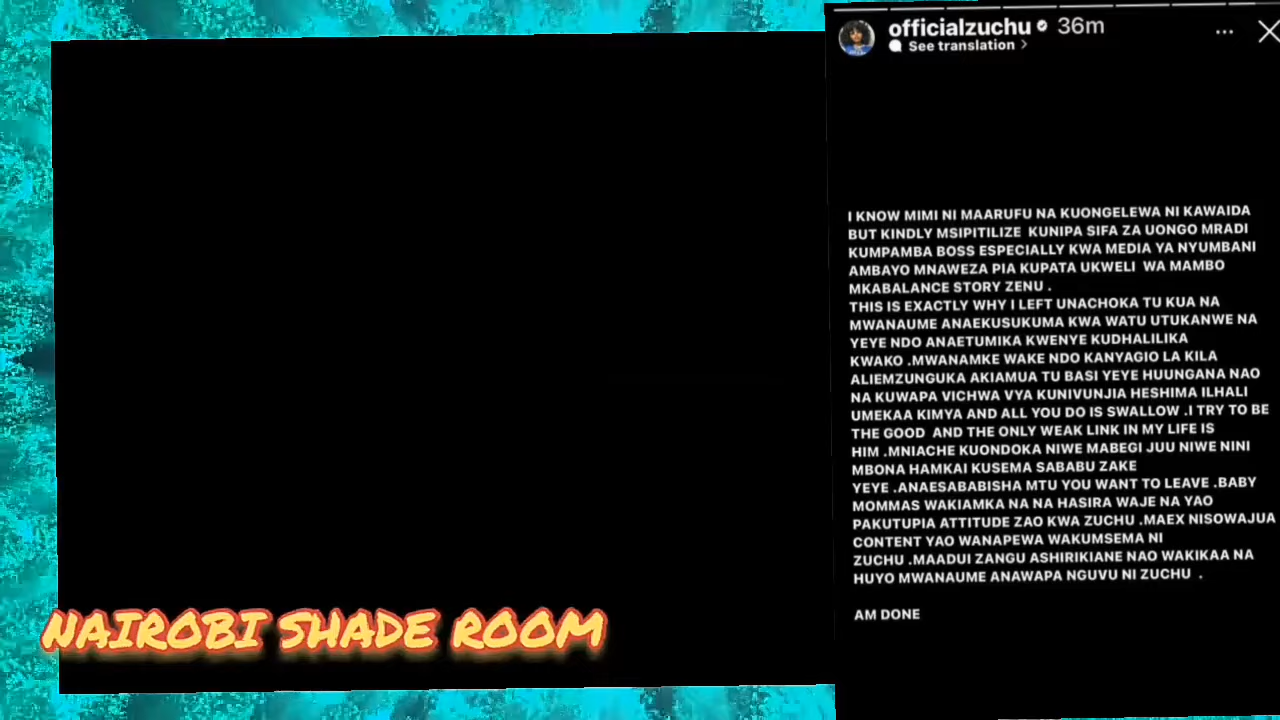 officialzuchu 36m
See translation
I KNOW MIMI NI MAARUFU NA KUONGELEWA NI KAWAIDA
BUT KINDLY MSIPITILIZE KUNIPA SIFA ZA UONGO MRADI
KUMPAMBA BOSS ESPECIALLY KWA MEDIA YA NYUMBANI
AMBAYO MNAWEZA PIA KUPATA UKWELI WA MAMBO
MKABALANCE STORY ZENU .
THIS IS EXACTLY WHY I LEFT UNACHOKA TU KUA NA
MWANAUME ANAEKUSUKUMA KWA WATU UTUKANWE NA
YEYE NDO ANAETUMIKA KWENYE KUDHALILIKA
KWAKO .MWANAMKE WAKE NDO KANYAGIO LA KILA
ALIEMZUNGUKA AKIAMUA TU BASI YEYE HUUNGANA NAO
NA KUWAPA VICHWA VYA KUNIVUNJIA HESHIMA ILHALI
UMEKAA KIMYA AND ALL YOU DO IS SWALLOW .I TRY TO BE
THE GOOD AND THE ONLY WEAK LINK IN MY LIFE IS
HIM .MNIACHE KUONDOKA NIWE MABEGI JUU NIWE NINI
MBONA HAMKAI KUSEMA SABABU ZAKE
YEYE .ANAESABABISHA MTU YOU WANT TO LEAVE .BABY
MOMMAS WAKIAMKA NA NA HASIRA WAJE NA YAO
PAKUTUPIA ATTITUDE ZAO KWA ZUCHU .MAEX NISOWAJUA
CONTENT YAO WANAPEWA WAKUMSEMA NI
ZUCHU .MAADUI ZANGU ASHIRIKIANE NAO WAKIKAA NA
HUYO MWANAUME ANAWAPA NGUVU NI ZUCHU .
AM DONE
NAIROBI SHADE ROOM